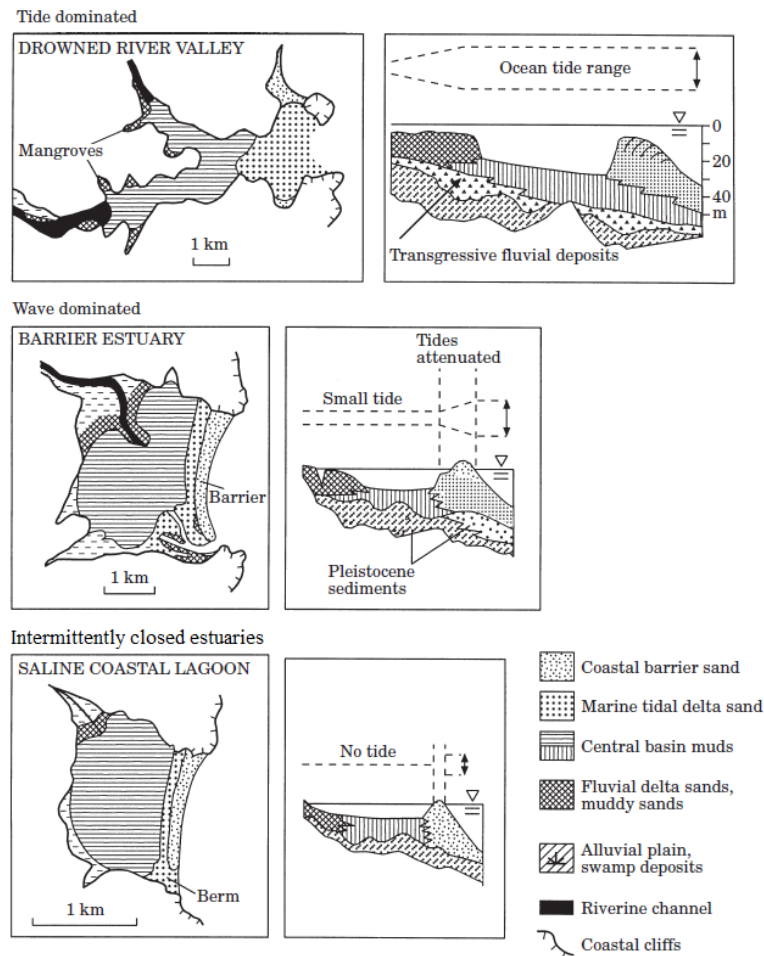 Tide dominated
DROWNED RIVER VALLEY
Mangroves
1 km
Ocean tide range
0
20
40
m
Transgressive fluvial deposits
Wave dominated
BARRIER ESTUARY
Barrier
1 km
Tides
attenuated
Small tide
Pleistocene
sediments
Intermittently closed estuaries
SALINE COASTAL LAGOON
Berm
1 km
No tide
Coastal barrier sand
Marine tidal delta sand
Central basin muds
Fluvial delta sands,
muddy sands
Alluvial plain,
swamp deposits
Riverine channel
Coastal cliffs